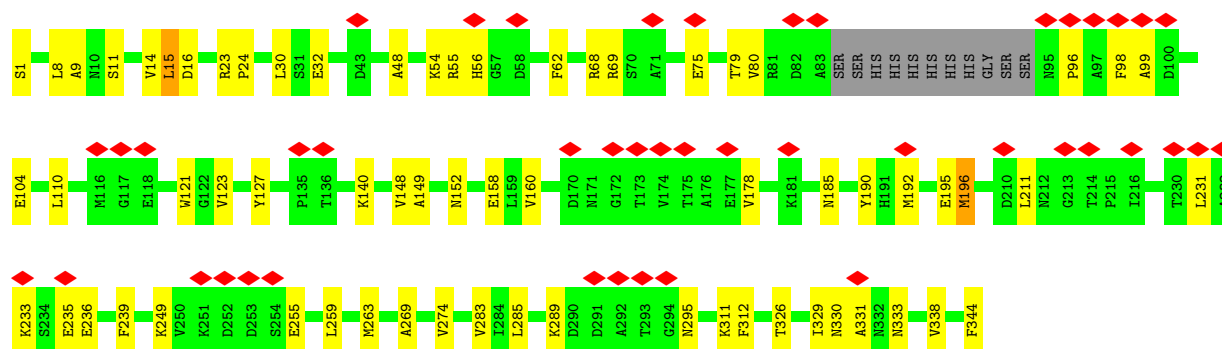 S1 L8 A9 N10 S11 V14 L15 D16 R23 P24 L30 S31 E32 D43 A48 K54 R55 H56 G57 D58 F62 R68 R69 S70 A71 E75 T79 V80 R81 D82 A83 SER SER HIS HIS HIS HIS HIS HIS GLY SER SER N95 P96 A97 F98 A99 D100
E104 L110 M116 G117 E118 W121 G122 V123 Y127 P135 T136 K140 V148 A149 N152 E158 L159 V160 D170 N171 G172 T173 V174 T175 A176 E177 V178 K181 N185 Y190 H191 M192 E195 M196 D210 L211 N212 G213 T214 P215 I216 T230 L231
K233 S234 E235 E236 F239 K249 V250 K251 D252 D253 S254 E255 L259 M263 A269 V274 V283 I284 L285 K289 D290 D291 A292 T293 G294 N295 K311 F312 T326 I329 N330 A331 N332 N333 V338 F344